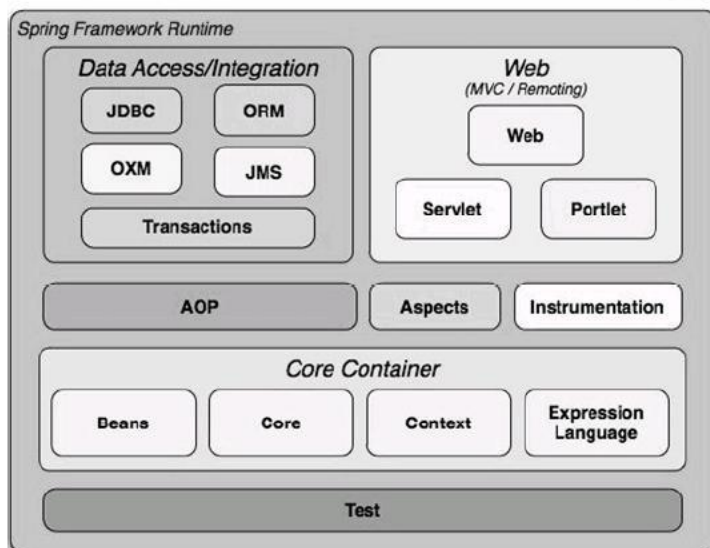 Spring Framework Runtime
Data Access/Integration
JDBC
ORM
OXM
JMS
Transactions
Web
(MVC / Remoting)
Web
Servlet
Portlet
AOP
Aspects
Instrumentation
Core Container
Beans
Core
Context
Expression
Language
Test